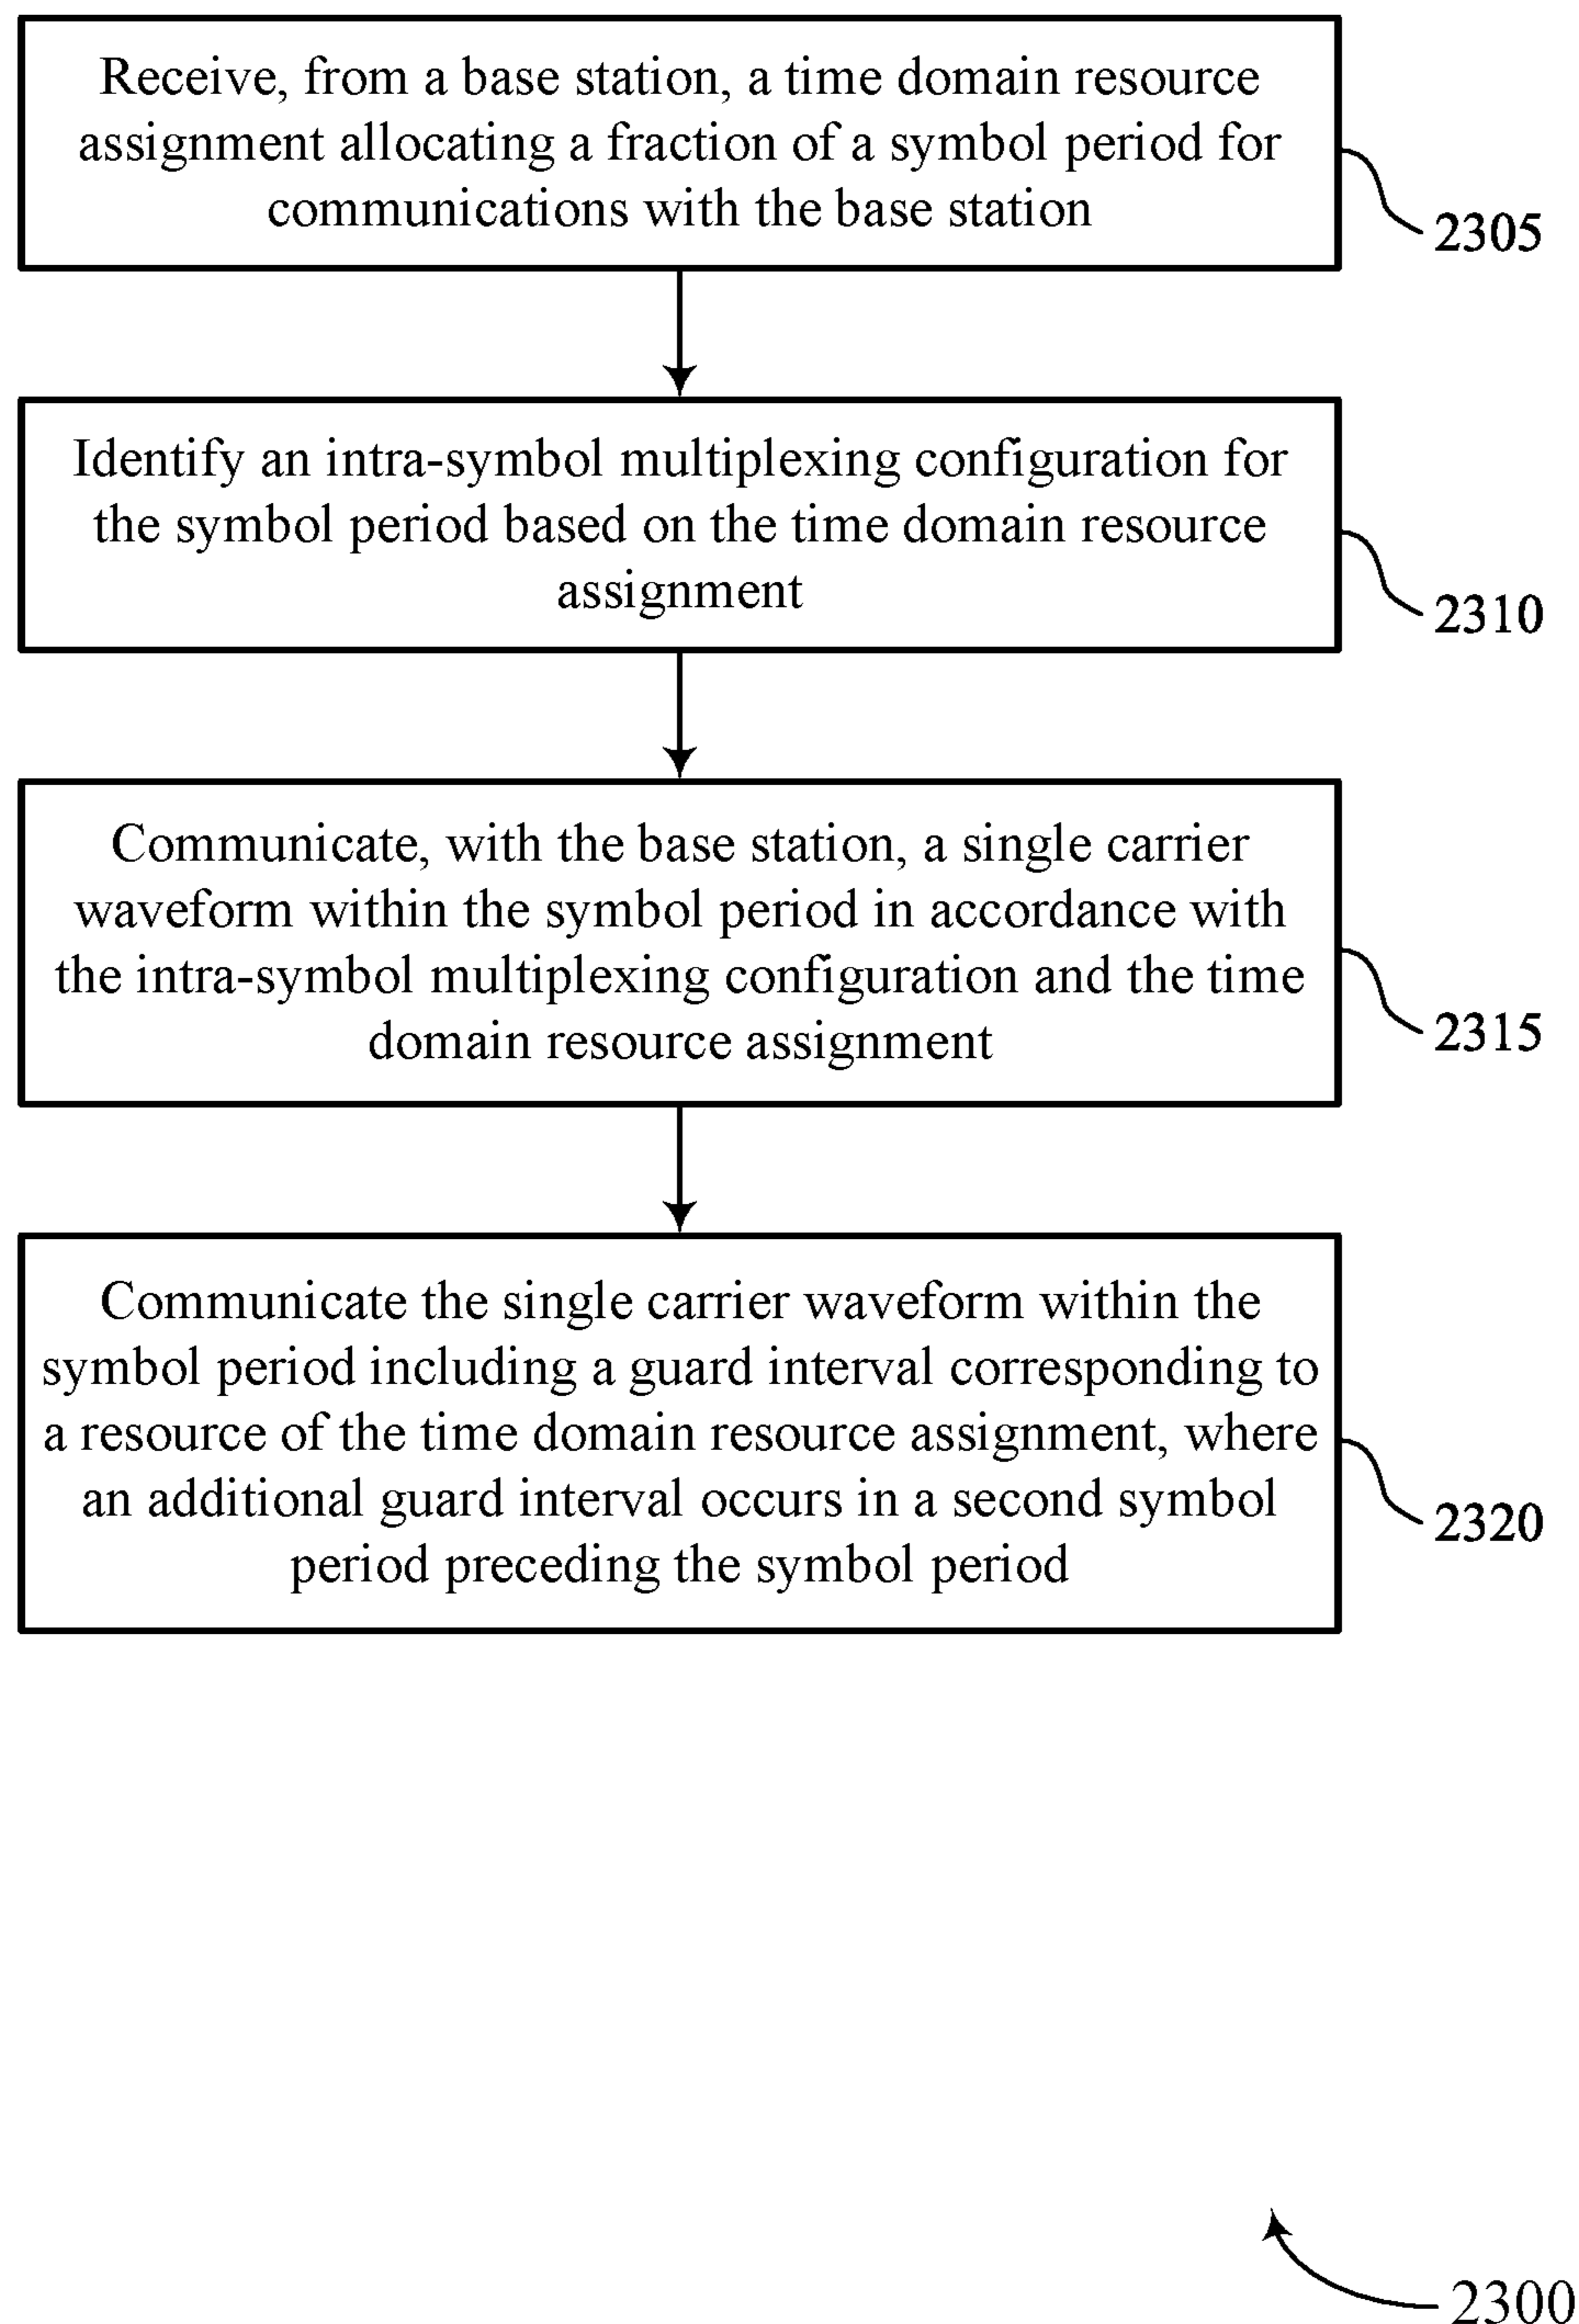 Receive, from a base station, a time domain resource
assignment allocating a fraction of a symbol period for
communications with the base station
2305
Identify an intra-symbol multiplexing configuration for
the symbol period based on the time domain resource
assignment
2310
Communicate, with the base station, a single carrier
waveform within the symbol period in accordance with
the intra-symbol multiplexing configuration and the time
domain resource assignment
2315
Communicate the single carrier waveform within the
symbol period including a guard interval corresponding to
a resource of the time domain resource assignment, where
an additional guard interval occurs in a second symbol
period preceding the symbol period
2320
2300